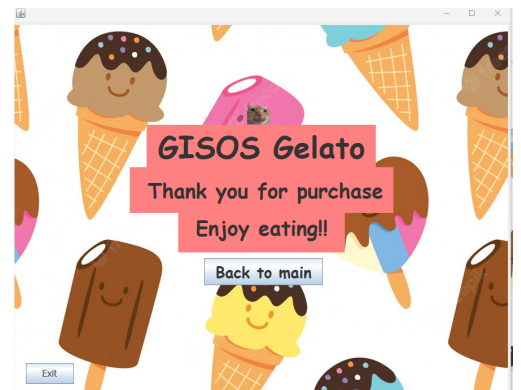 GISOS Gelato
Thank you for purchase
Enjoy eating!!
Back to main
Exit